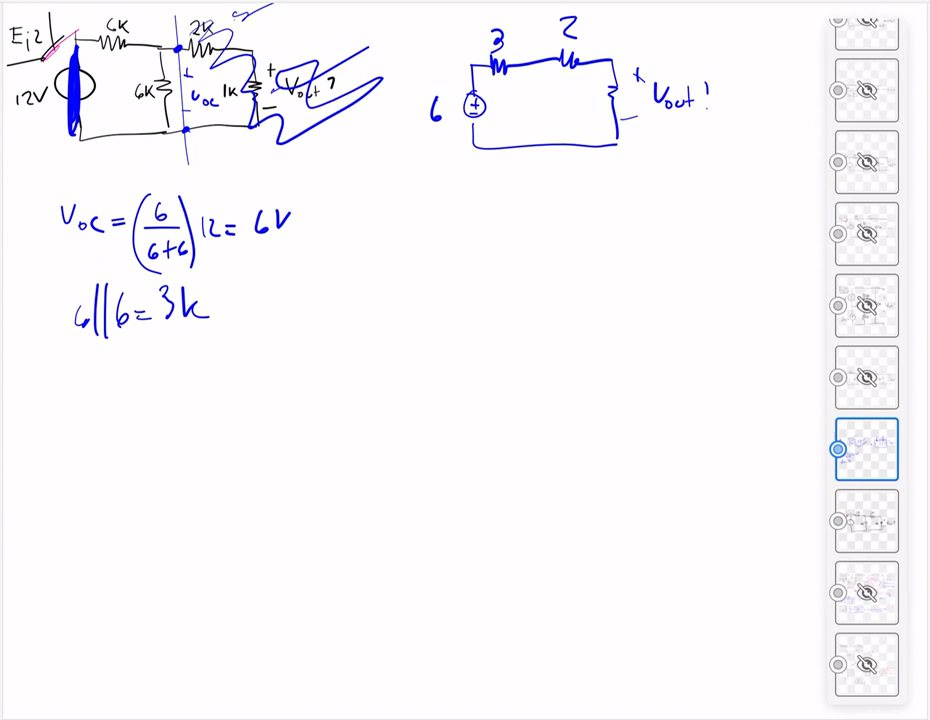 Ei2
6K
2K
12V
6K
+
Voc
-
1K
+
Vout ?
-
3
2
6
+
Vout !
-
Voc = (6/(6+6)) 12 = 6V
6||6 = 3k